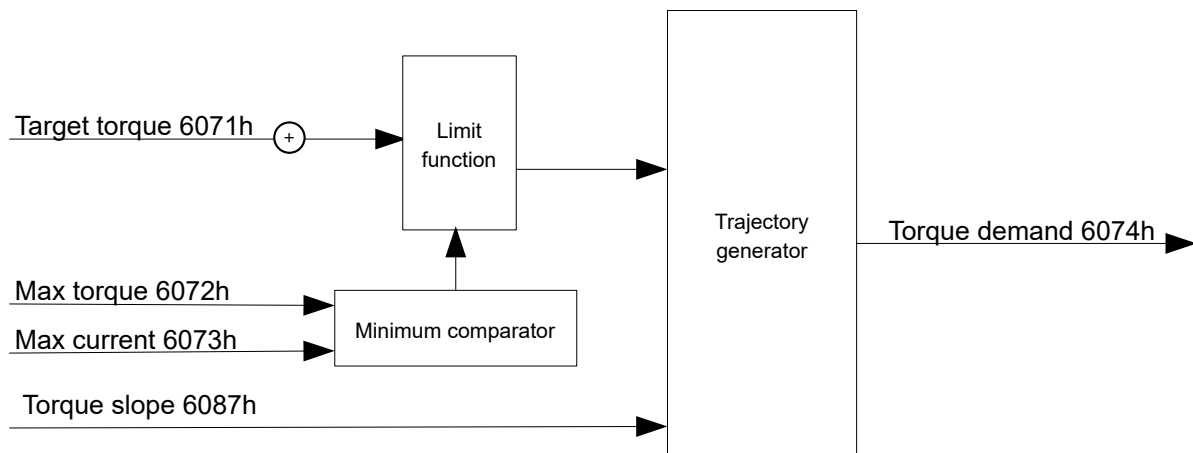 Target torque 6071h
+
Limit
function
Trajectory
generator
Torque demand 6074h
Max torque 6072h
Minimum comparator
Max current 6073h
Torque slope 6087h